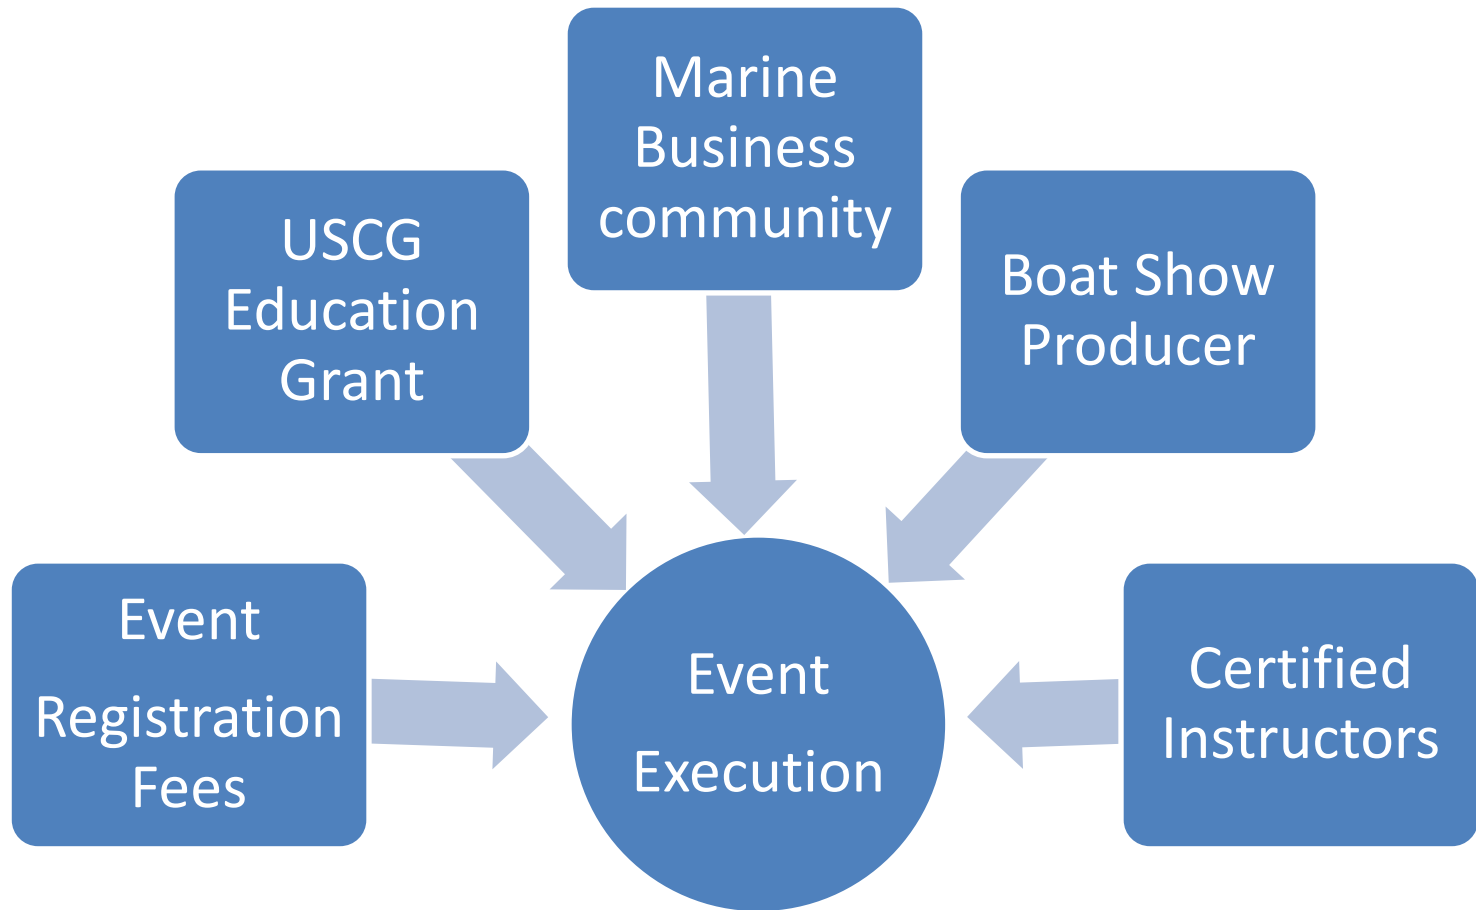 Marine
Business
community
USCG
Education
Grant
Boat Show
Producer
Event
Registration
Fees
Event
Execution
Certified
Instructors